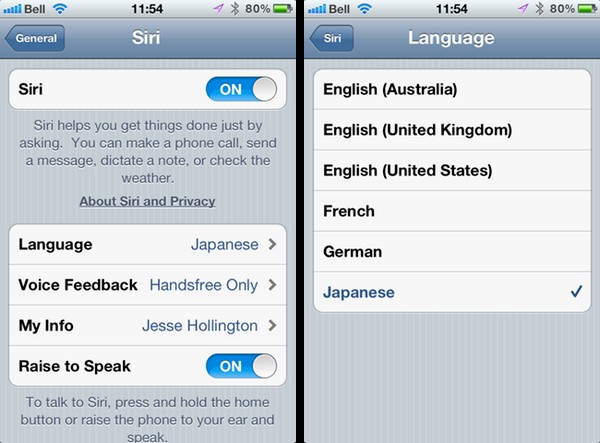 Bell 11:54 80%
General Siri
Siri ON
Siri helps you get things done just by
asking.  You can make a phone call, send
a message, dictate a note, or check the
weather.
About Siri and Privacy
Language Japanese
Voice Feedback Handsfree Only
My Info Jesse Hollington
Raise to Speak ON
To talk to Siri, press and hold the home
button or raise the phone to your ear and
speak.
Bell 11:54 80%
Siri Language
English (Australia)
English (United Kingdom)
English (United States)
French
German
Japanese